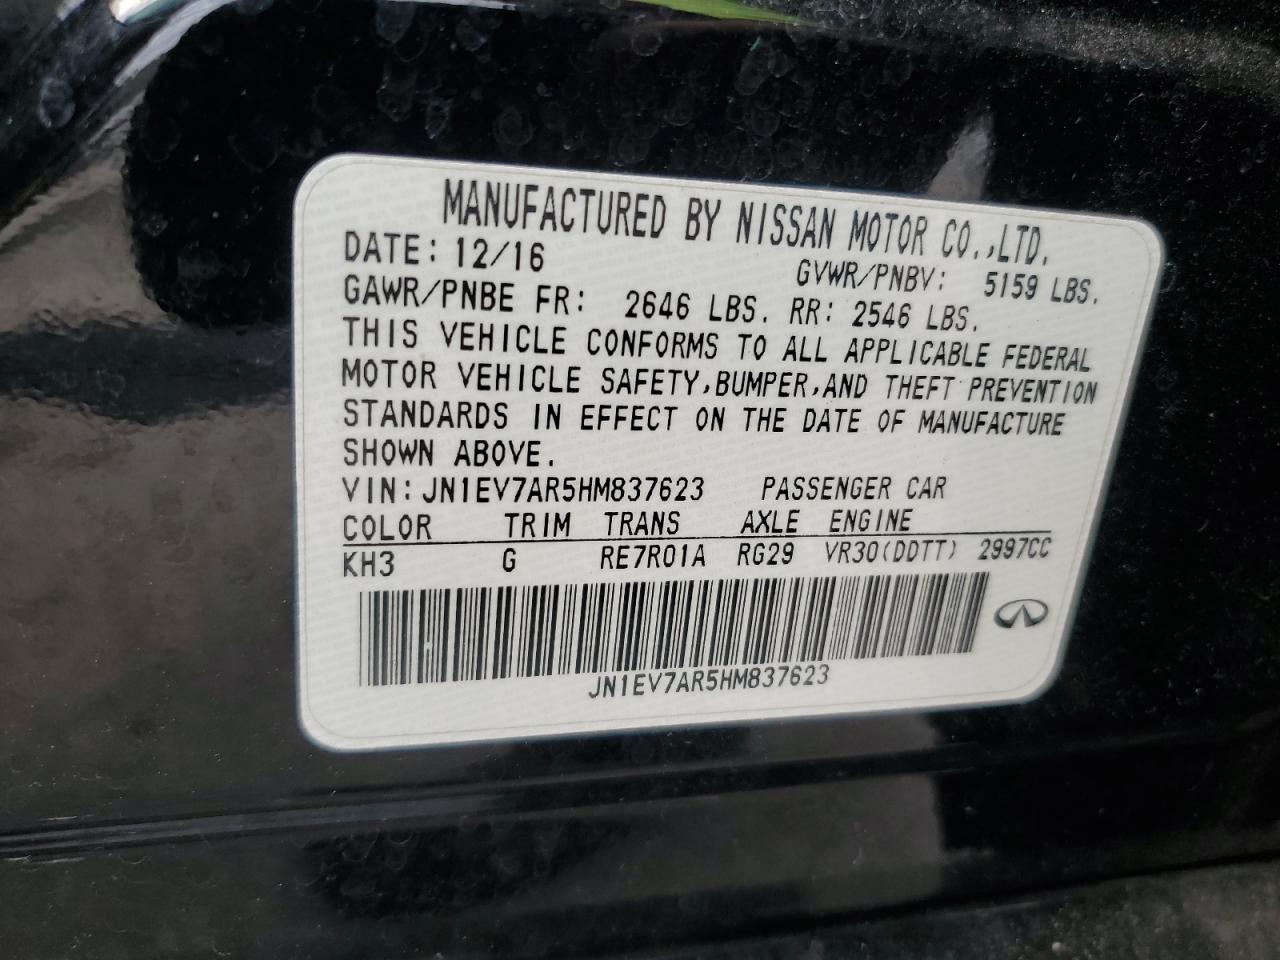 MANUFACTURED BY NISSAN MOTOR CO.,LTD.
DATE: 12/16 GVWR/PNBV: 5159 LBS.
GAWR/PNBE FR: 2646 LBS. RR: 2546 LBS.
THIS VEHICLE CONFORMS TO ALL APPLICABLE FEDERAL
MOTOR VEHICLE SAFETY,BUMPER,AND THEFT PREVENTION
STANDARDS IN EFFECT ON THE DATE OF MANUFACTURE
SHOWN ABOVE.
VIN: JN1EV7AR5HM837623 PASSENGER CAR
COLOR TRIM TRANS AXLE ENGINE
KH3 G RE7R01A RG29 VR30(DDTT) 2997CC
JN1EV7AR5HM837623